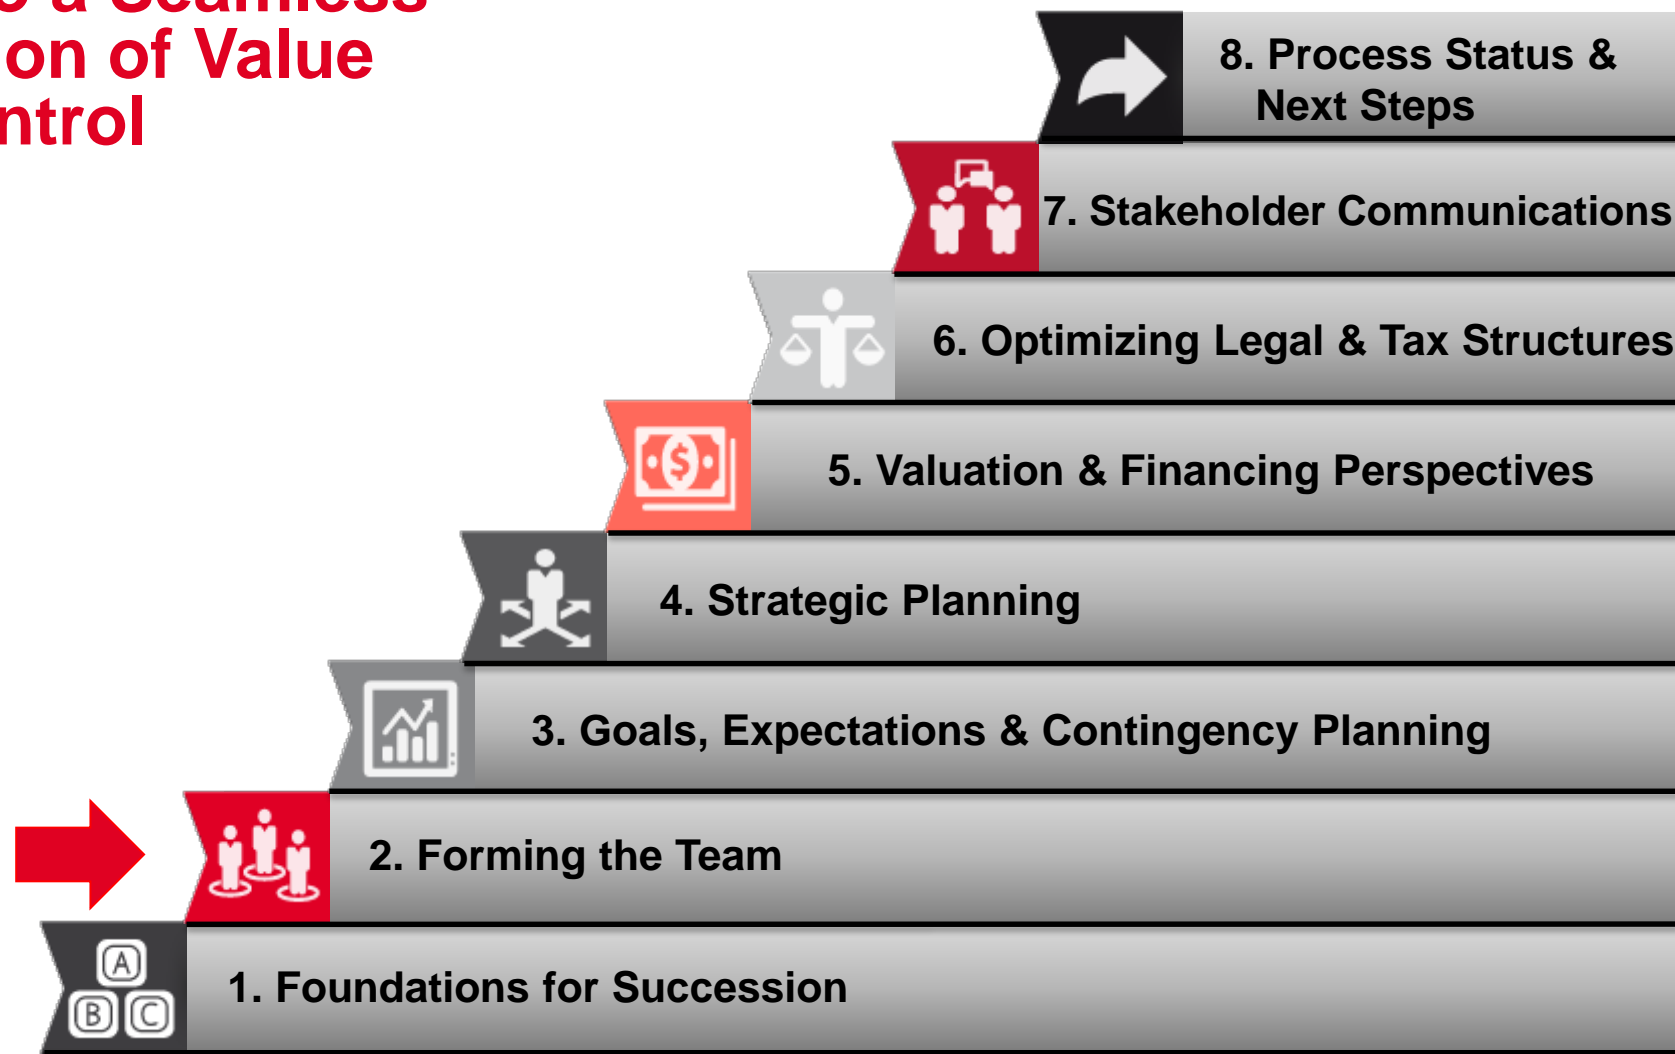 a Seamless
on of Value
ntrol
8. Process Status &
Next Steps
7. Stakeholder Communications
6. Optimizing Legal & Tax Structures
5. Valuation & Financing Perspectives
4. Strategic Planning
3. Goals, Expectations & Contingency Planning
2. Forming the Team
A
B C
1. Foundations for Succession